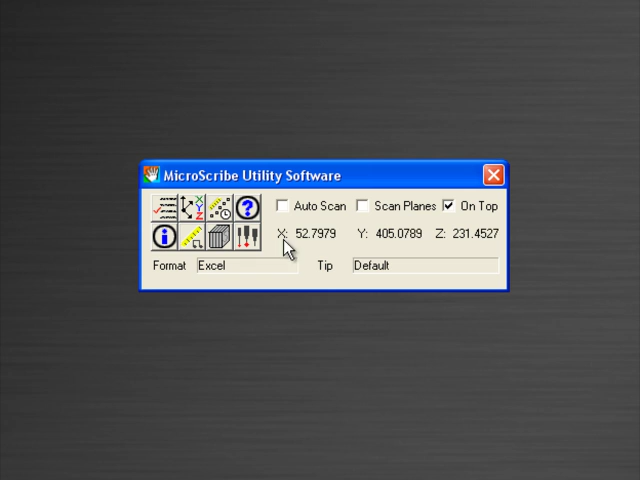 MicroScribe Utility Software
Auto Scan Scan Planes On Top
X: 52.7979 Y: 405.0789 Z: 231.4527
Format Excel Tip Default